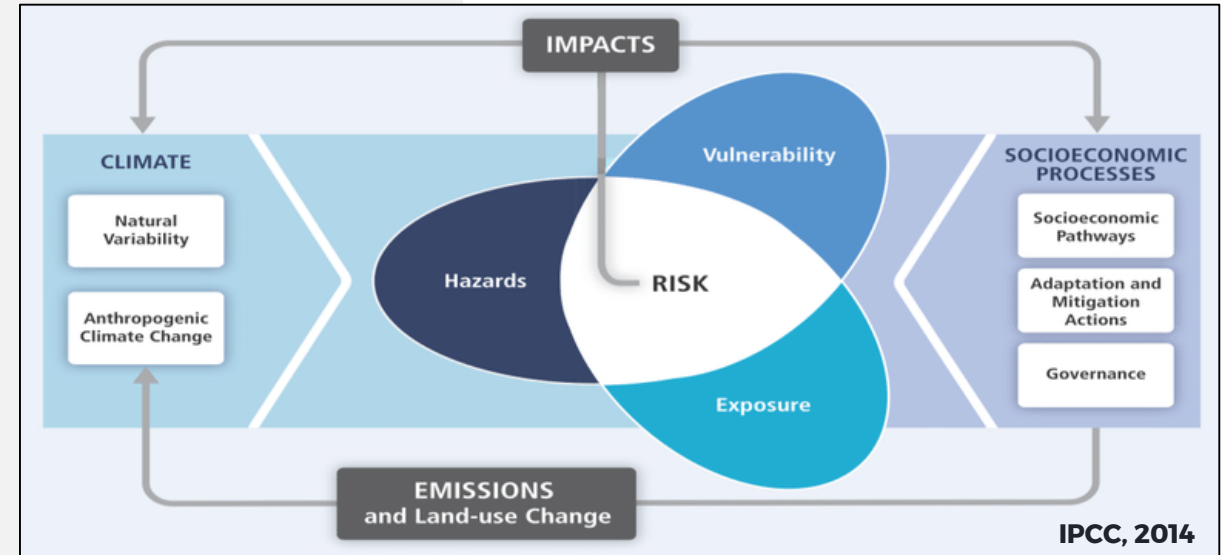 IMPACTS
CLIMATE
Natural
Variability
Anthropogenic
Climate Change
Hazards
Vulnerability
RISK
Exposure
SOCIOECONOMIC
PROCESSES
Socioeconomic
Pathways
Adaptation and
Mitigation
Actions
Governance
EMISSIONS
and Land-use Change
IPCC, 2014